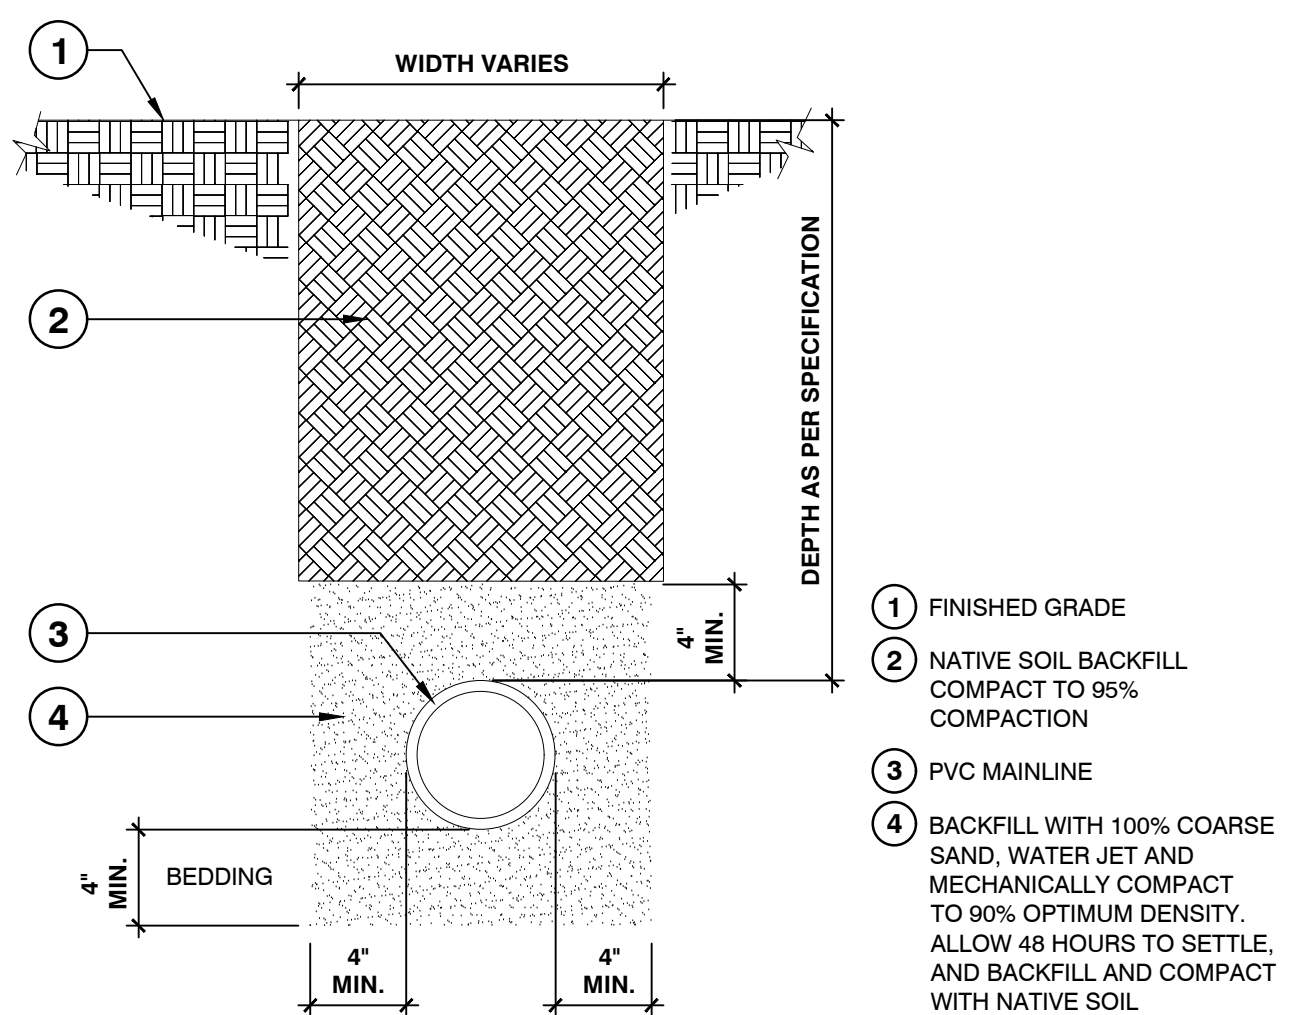 1
WIDTH VARIES
2
DEPTH AS PER SPECIFICATION
3
4"
MIN.
4
4"
MIN.
BEDDING
4"
MIN.
4"
MIN.
1 FINISHED GRADE
2 NATIVE SOIL BACKFILL
COMPACT TO 95%
COMPACTION
3 PVC MAINLINE
4 BACKFILL WITH 100% COARSE
SAND, WATER JET AND
MECHANICALLY COMPACT
TO 90% OPTIMUM DENSITY.
ALLOW 48 HOURS TO SETTLE,
AND BACKFILL AND COMPACT
WITH NATIVE SOIL